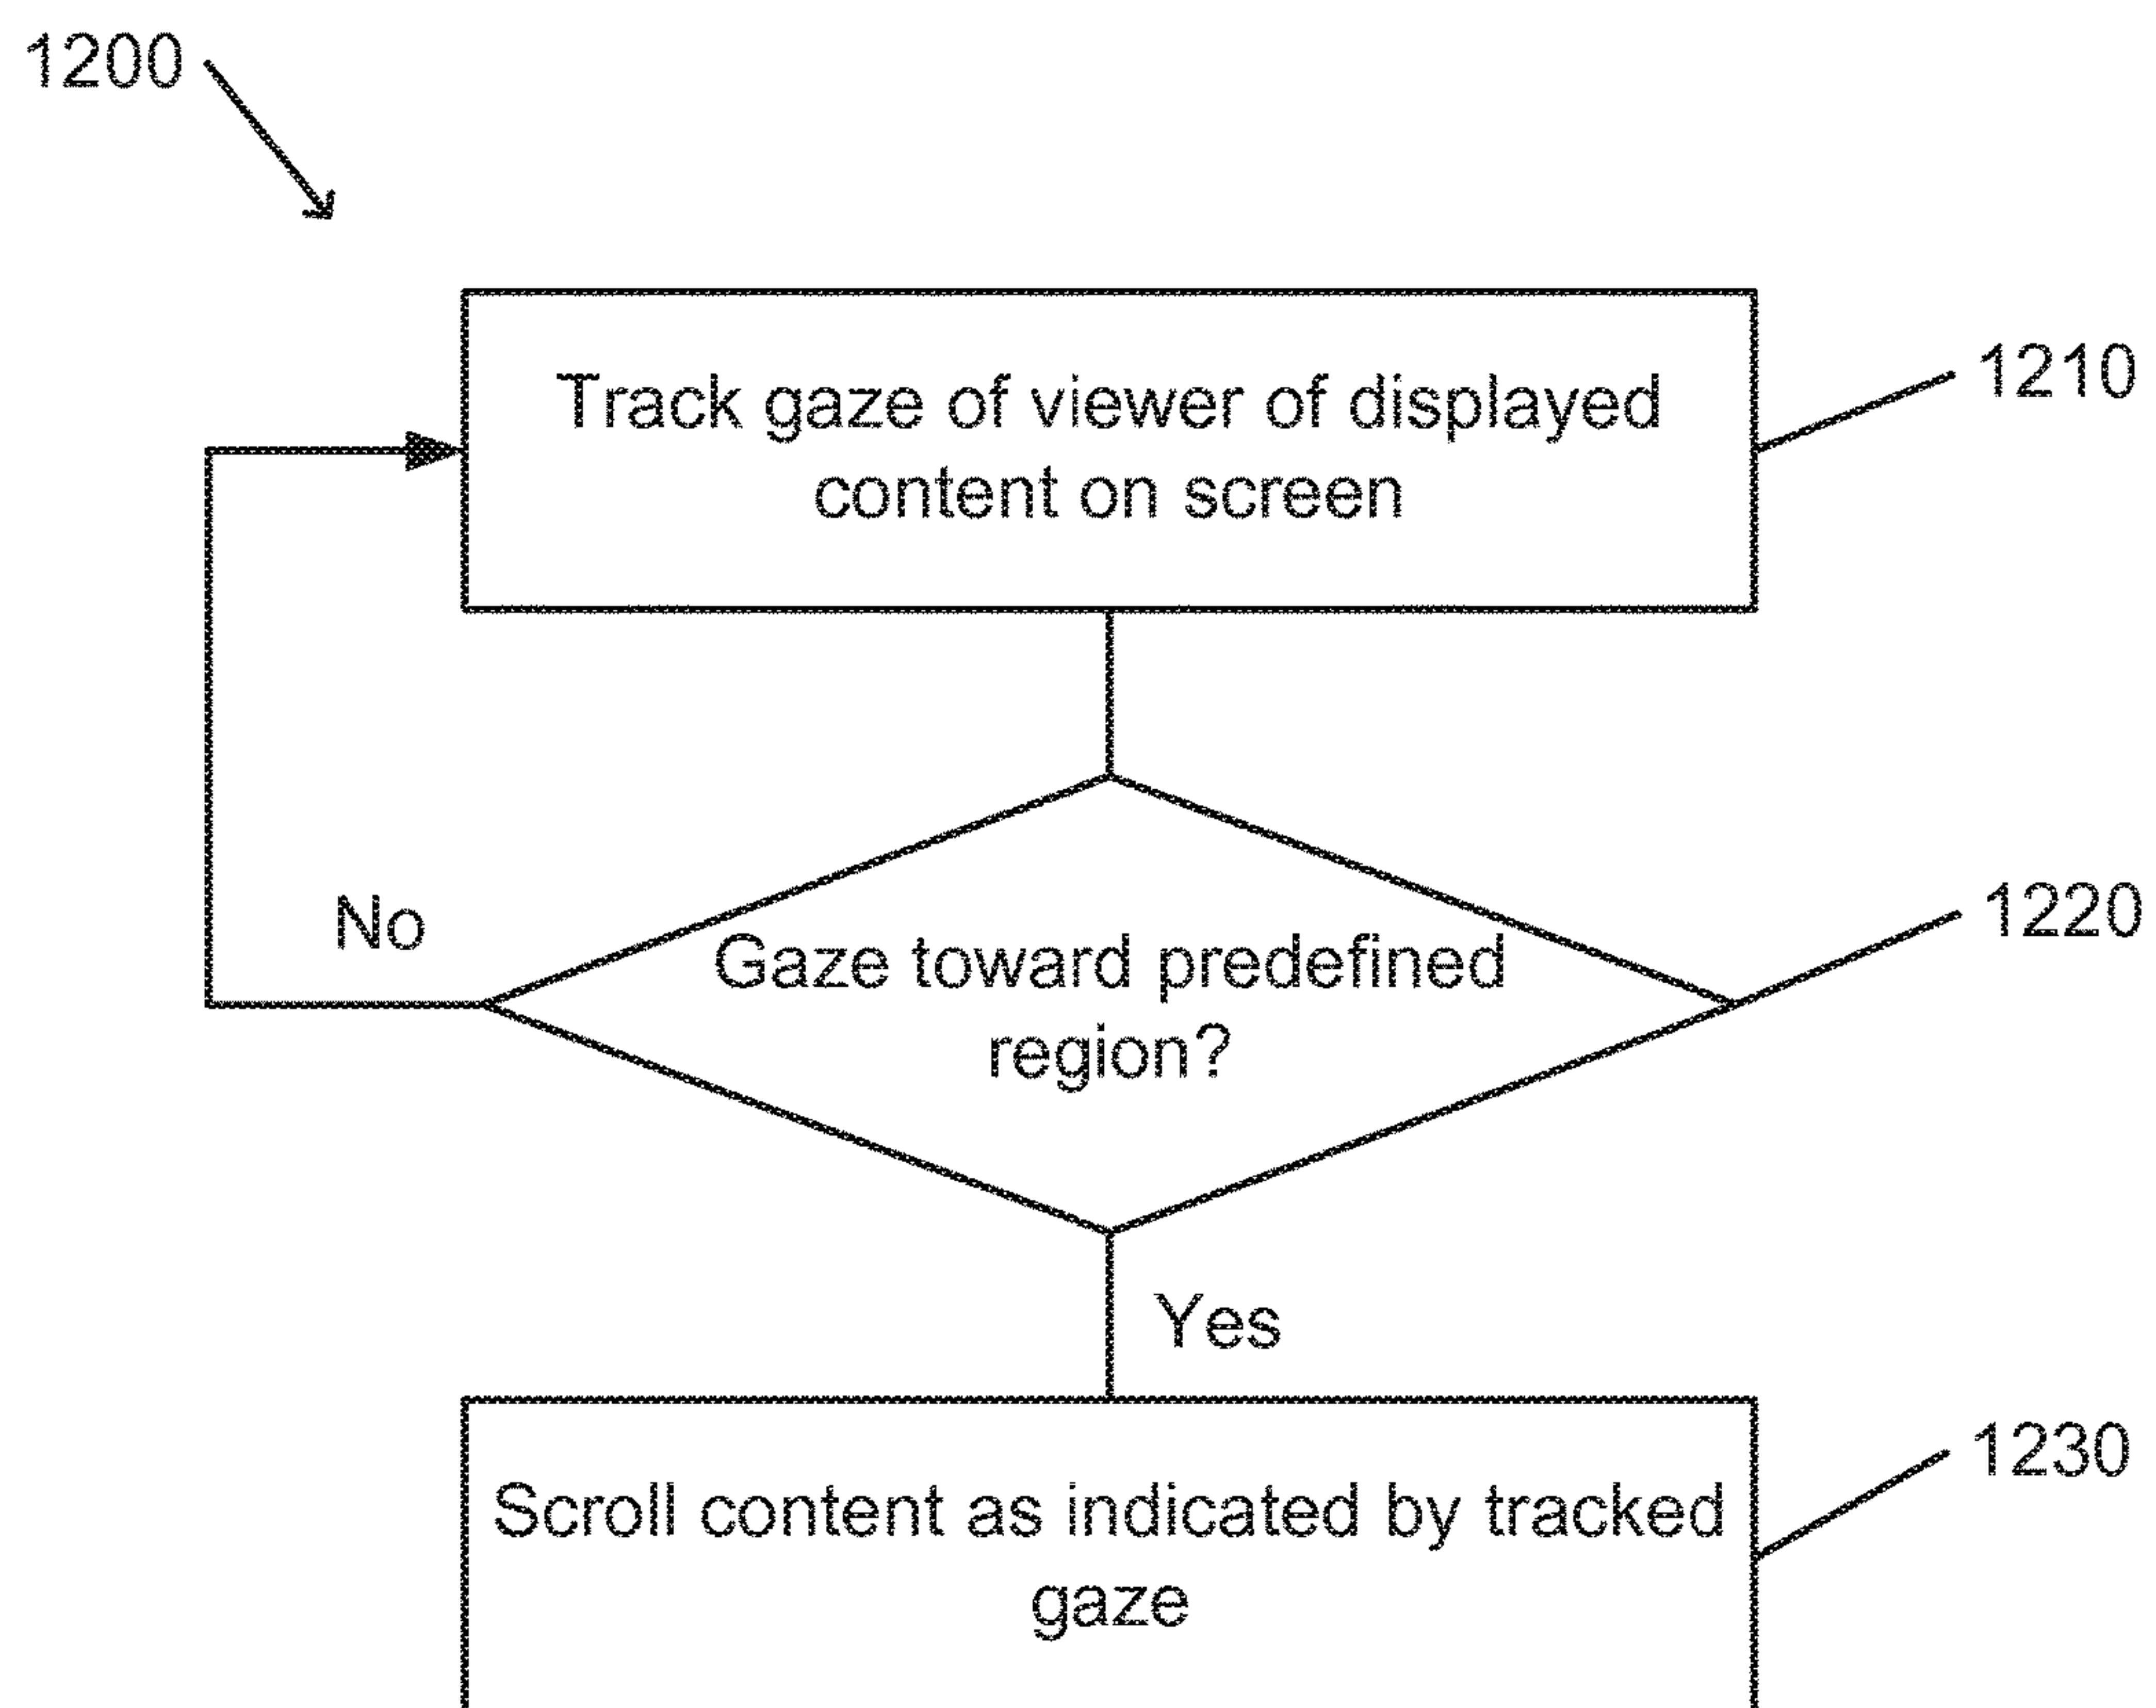 1200
Track gaze of viewer of displayed
content on screen
1210
No
Gaze toward predefined
region?
1220
Yes
Scroll content as indicated by tracked
gaze
1230